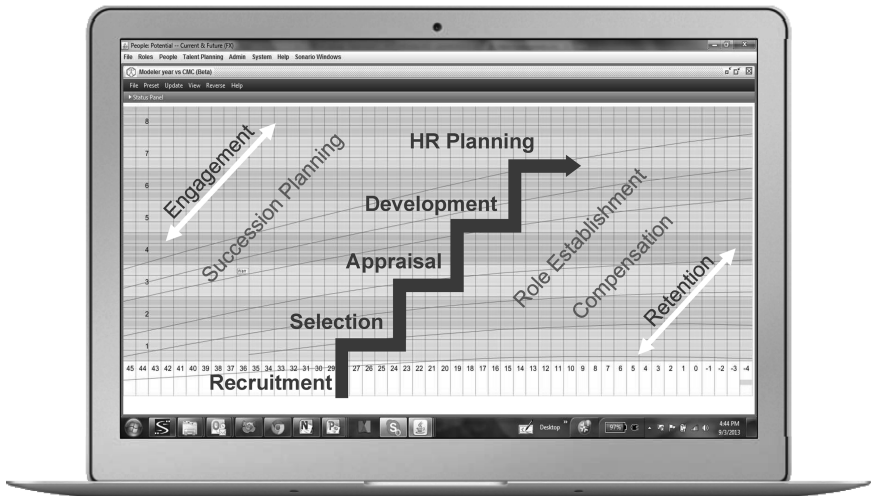 People: Potential -- Current & Future (FX)
File Roles People Talent Planning Admin System Help Sonario Windows
Modeler year vs CMC (Beta)
File Preset Update View Reverse Help
Status Panel
8
7
6
5
4
3
2
1
Engagement
Succession Planning
HR Planning
Development
Appraisal
Selection
Recruitment
Role Establishment
Compensation
Retention
45 44 43 42 41 40 39 38 37 36 35 34 33 32 31 30 29 27 26 25 24 23 22 21 20 19 18 17 16 15 14 13 12 11 10 9 8 7 6 5 4 3 2 1 0 -1 -2 -3 -4
Desktop
97%
4:44 PM
9/3/2013